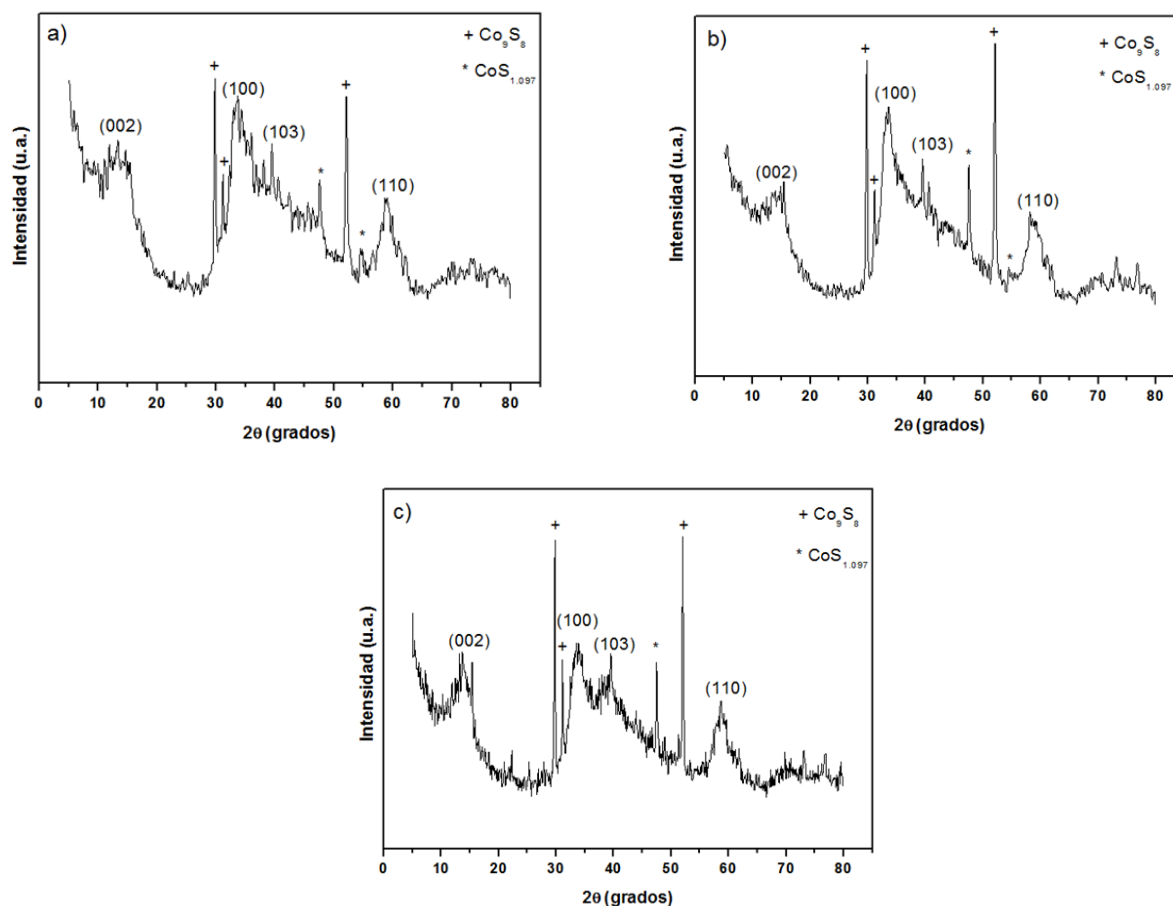 a)
+ Co₉S₈
* CoS₁.₀₉₇
+
(100)
(002)
(103)
+
*
+
(110)
*
Intensidad (u.a.)
0 10 20 30 40 50 60 70 80
2θ (grados)
b)
+ Co₉S₈
* CoS₁.₀₉₇
+
+
(100)
(103)
*
(002)
+
(110)
*
Intensidad (u.a.)
0 10 20 30 40 50 60 70 80
2θ (grados)
c)
+ Co₉S₈
* CoS₁.₀₉₇
+
+
(100)
(002)
+
(103)
*
(110)
Intensidad (u.a.)
0 10 20 30 40 50 60 70 80
2θ (grados)